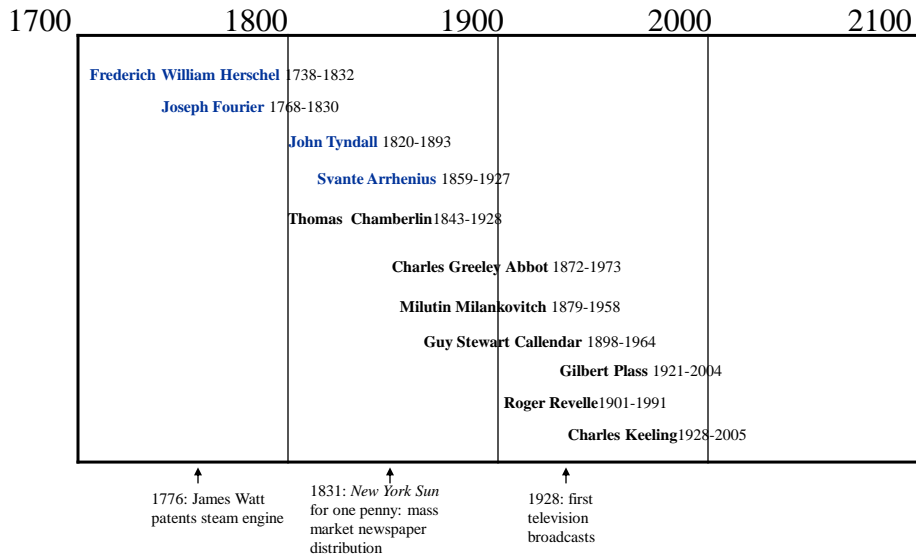 1700 1800 1900 2000 2100
Frederich William Herschel 1738-1832
Joseph Fourier 1768-1830
John Tyndall 1820-1893
Svante Arrhenius 1859-1927
Thomas Chamberlin1843-1928
Charles Greeley Abbot 1872-1973
Milutin Milankovitch 1879-1958
Guy Stewart Callendar 1898-1964
Gilbert Plass 1921-2004
Roger Revelle1901-1991
Charles Keeling1928-2005
1776: James Watt
patents steam engine
1831: New York Sun
for one penny: mass
market newspaper
distribution
1928: first
television
broadcasts